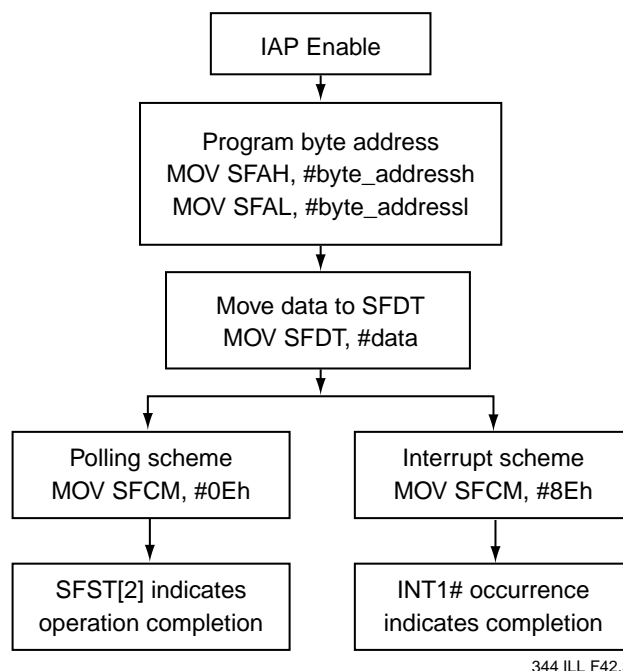 IAP Enable
Program byte address
MOV SFAH, #byte_addressh
MOV SFAL, #byte_addressl
Move data to SFDT
MOV SFDT, #data
Polling scheme
MOV SFCM, #0Eh
Interrupt scheme
MOV SFCM, #8Eh
SFST[2] indicates
operation completion
INT1# occurrence
indicates completion
344 ILL F42.